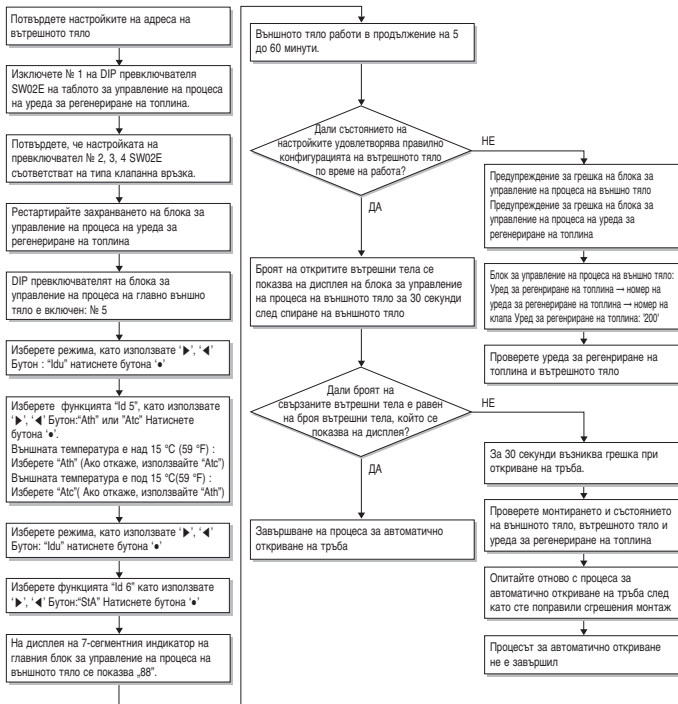 Потвърдете настройките на адреса на
вътрешното тяло
Изключете № 1 на DIP превключвателя
SW02E на таблото за управление на процеса
на уреда за регенериране на топлина.
Потвърдете, че настройката на
превключвател № 2, 3, 4 SW02E
съответстват на типа клапанна връзка.
Рестартирайте захранването на блока за
управление на процеса на уреда за
регенериране на топлина
DIP превключвателят на блока за
управление на процеса на главно външно
тяло е включен: № 5
Изберете режима, като използвате ‘▶’, ‘◀’
Бутон : “Idu” натиснете бутона ‘●’
Изберете функцията “Id 5”, като използвате
‘▶’, ‘◀’ Бутон:“Ath” или ”Atc” Натиснете
бутона ‘●’.
Външната температура е над 15 °C (59 °F) :
Изберете “Ath” (Ако откаже, използвайте “Atc”)
Външната температура е под 15 °C(59 °F) :
Изберете “Atc”( Ако откаже, използвайте “Ath”)
Изберете режима, като използвате ‘▶’, ‘◀’
Бутон: “Idu” натиснете бутона ‘●’
Изберете функцията “Id 6” като използвате
‘▶’, ‘◀’ Бутон:“StA” Натиснете бутона ‘●’
На дисплея на 7-сегментния индикатор на
главния блок за управление на процеса на
външното тяло се показва „88”.
Външното тяло работи в продължение на 5
до 60 минути.
Дали състоянието на
настройките удовлетворява правилно
конфигурацията на вътрешното тяло
по време на работа?
НЕ
ДА
Предупреждение за грешка на блока за
управление на процеса на външно тяло
Предупреждение за грешка на блока за
управление на процеса на уреда за
регенериране на топлина
Броят на откритите вътрешни тела се
показва на дисплея на блока за управление
на процеса на външното тяло за 30 секунди
след спиране на външното тяло
Блок за управление на процеса на външно тяло:
Уред за регенриране на топлина → номер на
уреда за регенериране на топлина → номер на
клапа Уред за регенриране на топлина: '200'
Проверете уреда за регенриране на
топлина и вътрешното тяло
Дали броят на
свързаните вътрешни тела е равен
на броя вътрешни тела, който се
показва на дисплея?
НЕ
ДА
За 30 секунди възниква грешка при
откриване на тръба.
Завършване на процеса за автоматично
откриване на тръба
Проверете монтирането и състоянието
на външното тяло, вътрешното тяло и
уреда за регенериране на топлина
Опитайте отново с процеса за
автоматично откриване на тръба след
като сте поправили сгрешения монтаж
Процесът за автоматично откриване
не е завършил